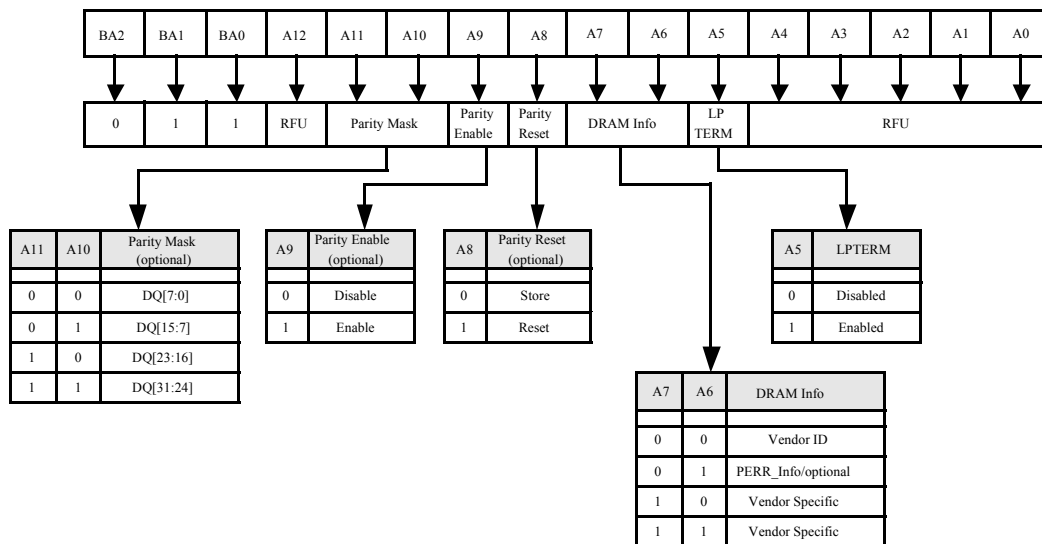 BA2 BA1 BA0 A12 A11 A10 A9 A8 A7 A6 A5 A4 A3 A2 A1 A0
0 1 1 RFU Parity Mask Parity Enable Parity Reset DRAM Info LP TERM RFU
A11 A10 Parity Mask (optional)
0 0 DQ[7:0]
0 1 DQ[15:7]
1 0 DQ[23:16]
1 1 DQ[31:24]
A9 Parity Enable (optional)
0 Disable
1 Enable
A8 Parity Reset (optional)
0 Store
1 Reset
A5 LPTERM
0 Disabled
1 Enabled
A7 A6 DRAM Info
0 0 Vendor ID
0 1 PERR_Info/optional
1 0 Vendor Specific
1 1 Vendor Specific